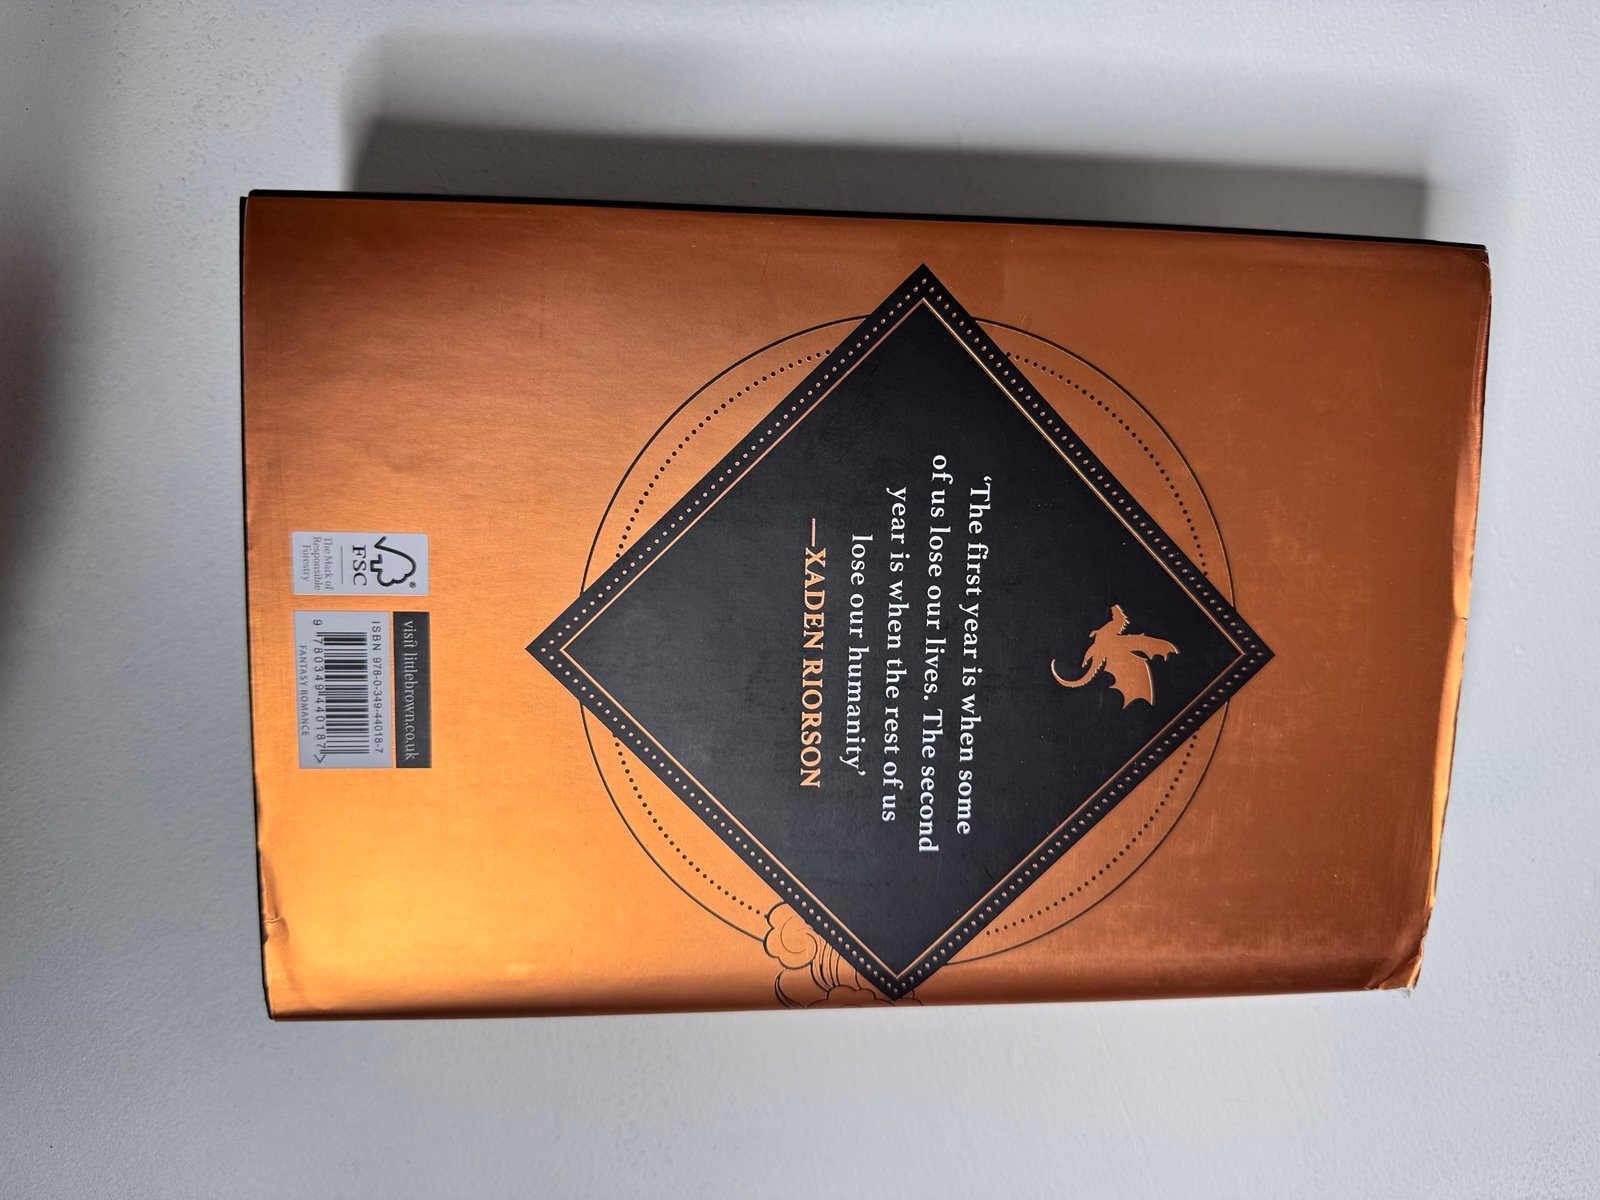 ‘The first year is when some
of us lose our lives. The second
year is when the rest of us
lose our humanity’
—XADEN RIORSON
FSC®
The Mark of
Responsible
Forestry
visit littlebrown.co.uk
ISBN 978-0-349-44018-7
9 780349 440187 >
FANTASY ROMANCE